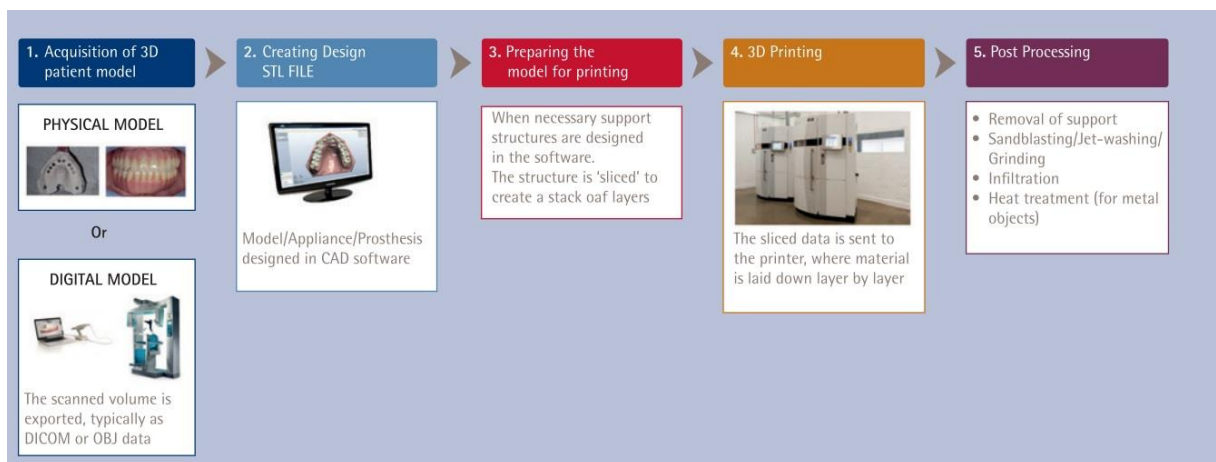 1. Acquisition of 3D
patient model
PHYSICAL MODEL
Or
DIGITAL MODEL
The scanned volume is
exported, typically as
DICOM or OBJ data
2. Creating Design
STL FILE
Model/Appliance/Prosthesis
designed in CAD software
3. Preparing the
model for printing
When necessary support
structures are designed
in the software.
The structure is 'sliced' to
create a stack oaf layers
4. 3D Printing
The sliced data is sent to
the printer, where material
is laid down layer by layer
5. Post Processing
• Removal of support
• Sandblasting/Jet-washing/
Grinding
• Infiltration
• Heat treatment (for metal
objects)